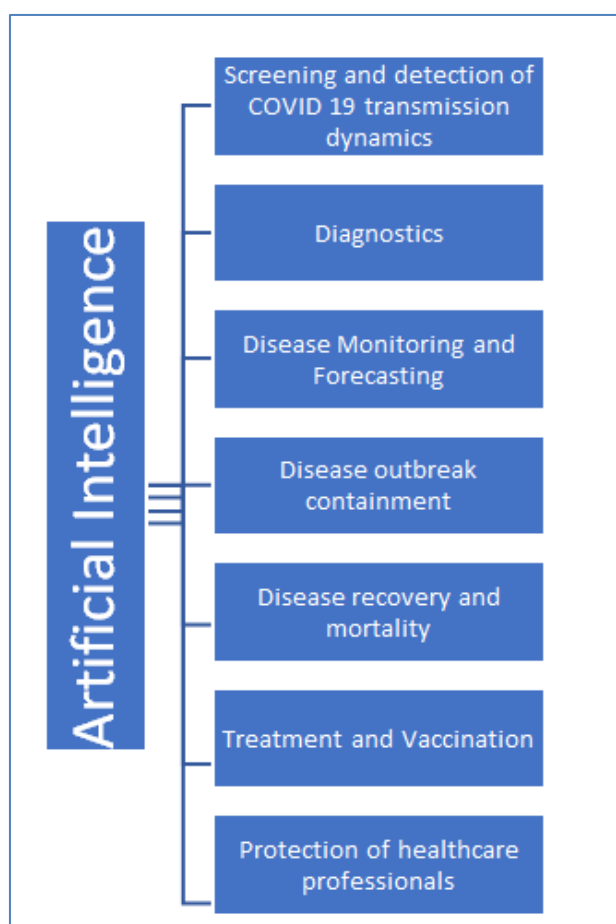 Artificial Intelligence
Screening and detection of
COVID 19 transmission
dynamics
Diagnostics
Disease Monitoring and
Forecasting
Disease outbreak
containment
Disease recovery and
mortality
Treatment and Vaccination
Protection of healthcare
professionals